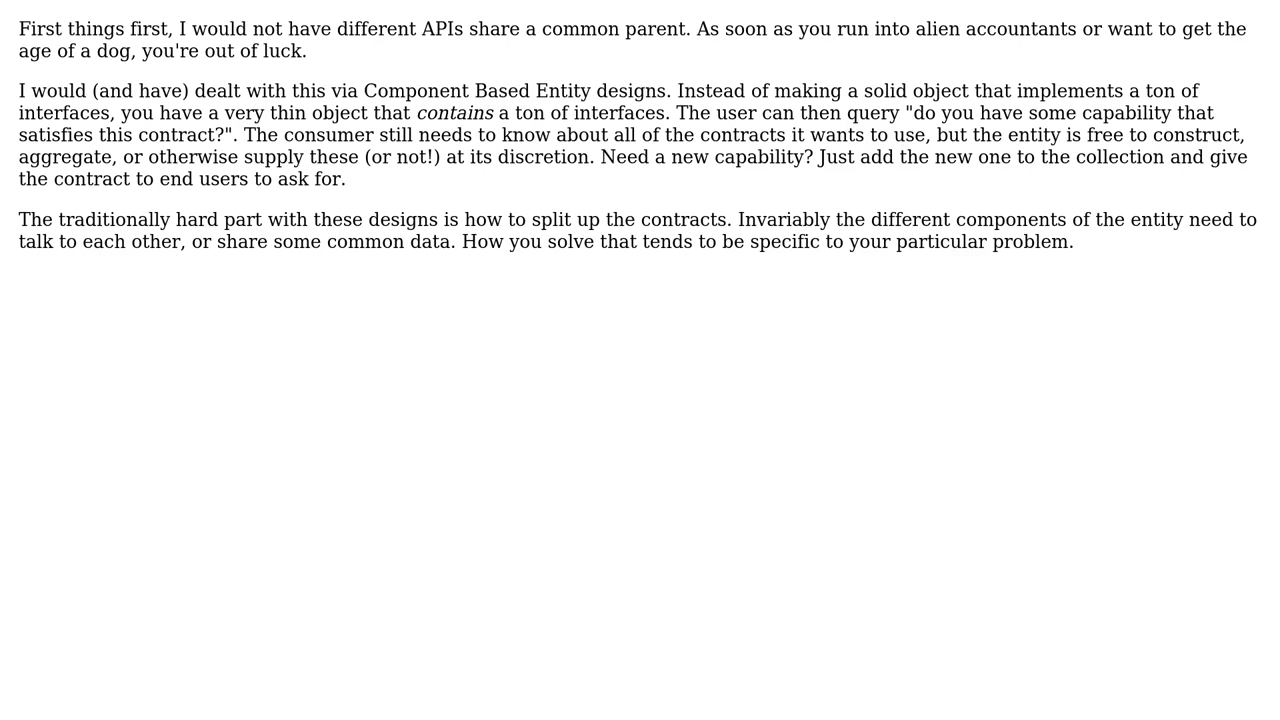 First things first, I would not have different APIs share a common parent. As soon as you run into alien accountants or want to get the
age of a dog, you're out of luck.
I would (and have) dealt with this via Component Based Entity designs. Instead of making a solid object that implements a ton of
interfaces, you have a very thin object that contains a ton of interfaces. The user can then query "do you have some capability that
satisfies this contract?". The consumer still needs to know about all of the contracts it wants to use, but the entity is free to construct,
aggregate, or otherwise supply these (or not!) at its discretion. Need a new capability? Just add the new one to the collection and give
the contract to end users to ask for.
The traditionally hard part with these designs is how to split up the contracts. Invariably the different components of the entity need to
talk to each other, or share some common data. How you solve that tends to be specific to your particular problem.